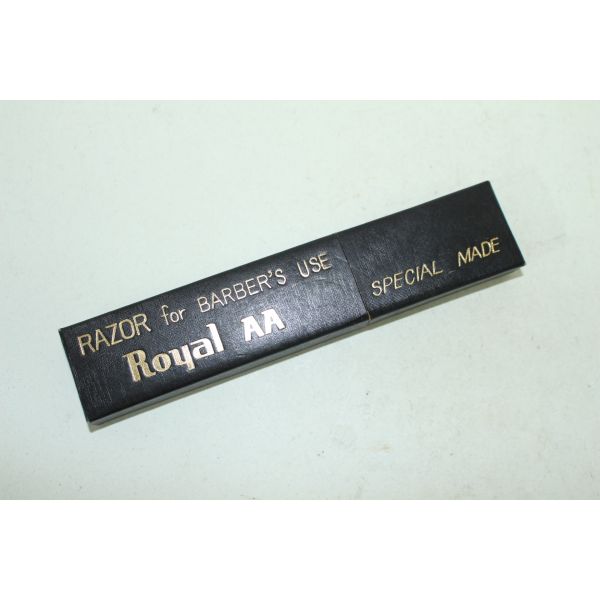 RAZOR for BARBER'S USE
Royal AA
SPECIAL MADE